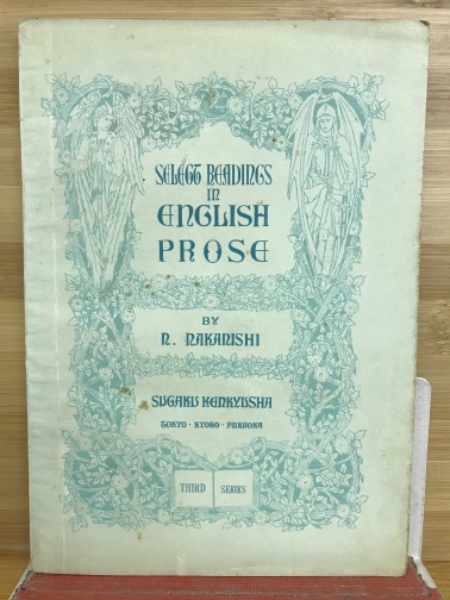 SELECT READINGS
IN
ENGLISH
PROSE
BY
N. NAKANISHI
SUGAKU KENKYUSHA
TOKYO · KYOTO · FUKUOKA
THIRD SERIES